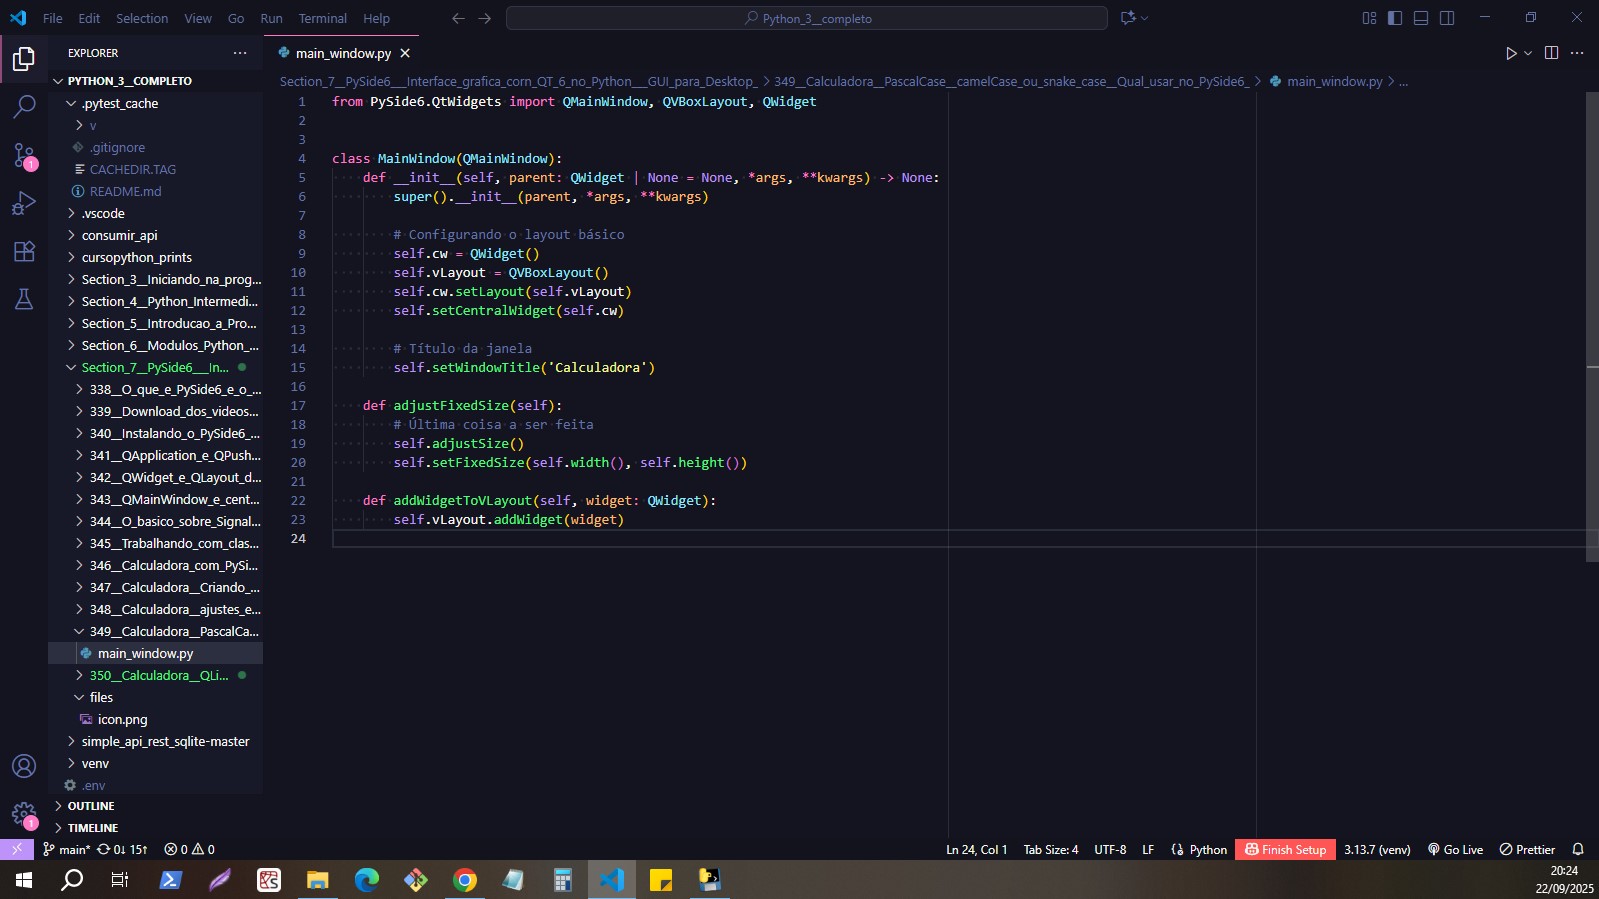 File Edit Selection View Go Run Terminal Help
Python_3__completo
EXPLORER
main_window.py
PYTHON_3__COMPLETO
.pytest_cache
v
.gitignore
CACHEDIR.TAG
README.md
.vscode
consumir_api
cursopython_prints
Section_3__Iniciando_na_prog...
Section_4__Python_Intermedi...
Section_5__Introducao_a_Pro...
Section_6__Modulos_Python_...
Section_7__PySide6___In...
338__O_que_e_PySide6_e_o_...
339__Download_dos_videos...
340__Instalando_o_PySide6_...
341__QApplication_e_QPush...
342__QWidget_e_QLayout_d...
343__QMainWindow_e_cent...
344__O_basico_sobre_Signal...
345__Trabalhando_com_clas...
346__Calculadora_com_PySi...
347__Calculadora__Criando_...
348__Calculadora__ajustes_e...
349__Calculadora__PascalCa...
main_window.py
350__Calculadora__QLi...
files
icon.png
simple_api_rest_sqlite-master
venv
.env
OUTLINE
TIMELINE
1
1
Section_7__PySide6___Interface_grafica_corn_QT_6_no_Python___GUI_para_Desktop_ > 349__Calculadora__PascalCase__camelCase_ou_snake_case__Qual_usar_no_PySide6_ > main_window.py > ...
1 from PySide6.QtWidgets import QMainWindow, QVBoxLayout, QWidget
2
3
4 class MainWindow(QMainWindow):
5 def __init__(self, parent: QWidget | None = None, *args, **kwargs) -> None:
6 super().__init__(parent, *args, **kwargs)
7
8 # Configurando o layout básico
9 self.cw = QWidget()
10 self.vLayout = QVBoxLayout()
11 self.cw.setLayout(self.vLayout)
12 self.setCentralWidget(self.cw)
13
14 # Título da janela
15 self.setWindowTitle('Calculadora')
16
17 def adjustFixedSize(self):
18 # Última coisa a ser feita
19 self.adjustSize()
20 self.setFixedSize(self.width(), self.height())
21
22 def addWidgetToVLayout(self, widget: QWidget):
23 self.vLayout.addWidget(widget)
24
main* 0↓ 15↑ 0 0
Ln 24, Col 1 Tab Size: 4 UTF-8 LF Python Finish Setup 3.13.7 (venv) Go Live Prettier
20:24
22/09/2025